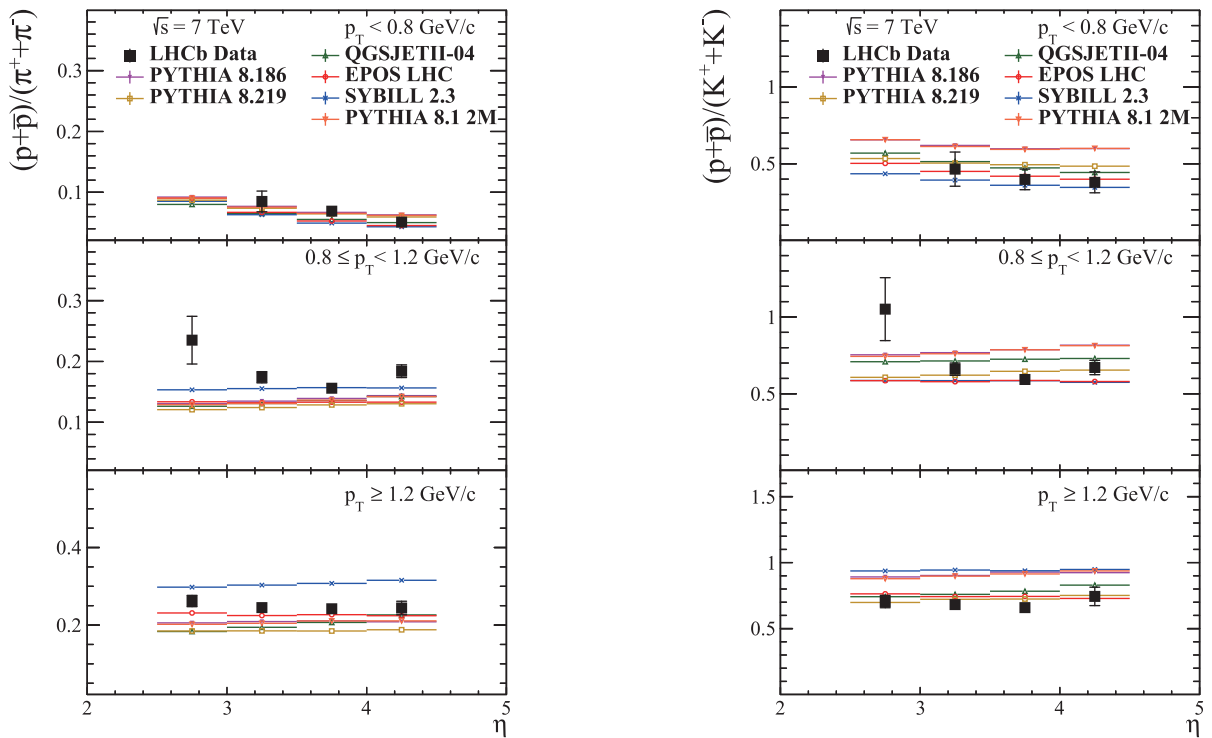 (p+p̅)/(π⁺+π⁻)
√s = 7 TeV
p_T < 0.8 GeV/c
LHCb Data
PYTHIA 8.186
PYTHIA 8.219
QGSJETII-04
EPOS LHC
SYBILL 2.3
PYTHIA 8.1 2M
0.3
0.2
0.1
0.8 ≤ p_T < 1.2 GeV/c
0.3
0.2
0.1
p_T ≥ 1.2 GeV/c
0.4
0.2
2 3 4 5
η
(p+p̅)/(K⁺+K⁻)
√s = 7 TeV
p_T < 0.8 GeV/c
LHCb Data
PYTHIA 8.186
PYTHIA 8.219
QGSJETII-04
EPOS LHC
SYBILL 2.3
PYTHIA 8.1 2M
1
0.5
0.8 ≤ p_T < 1.2 GeV/c
1
0.5
p_T ≥ 1.2 GeV/c
1.5
1
0.5
2 3 4 5
η